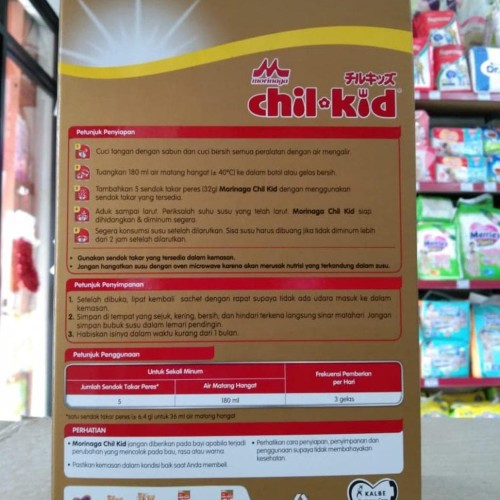 morinaga
チルキッズ
chil•kid
Petunjuk Penyiapan
Cuci tangan dengan sabun dan cuci bersih semua peralatan dengan air mengalir.
Tuangkan 180 ml air matang hangat (± 40°C) ke dalam botol atau gelas bersih.
Tambahkan 5 sendok takar peres (32g) Morinaga Chil Kid dengan menggunakan
sendok takar yang tersedia.
Aduk sampai larut. Periksalah suhu susu yang telah larut. Morinaga Chil Kid siap
dihidangkan & diminum segera.
Segera konsumsi susu setelah dilarutkan. Sisa susu harus dibuang jika tidak diminum lebih
dari 2 jam setelah dilarutkan.
• Gunakan sendok takar yang tersedia dalam kemasan.
• Jangan hangatkan susu dengan oven microwave karena akan merusak nutrisi yang terkandung dalam susu.
Petunjuk Penyimpanan
1. Setelah dibuka, lipat kembali sachet dengan rapat supaya tidak ada udara masuk ke dalam
kemasan.
2. Simpan di tempat yang sejuk, kering, bersih, dan hindari terkena langsung sinar matahari. Jangan
simpan bubuk susu dalam lemari pendingin.
3. Habiskan isinya dalam waktu kurang dari 1 bulan.
Petunjuk Penggunaan
Untuk Sekali Minum
Frekuensi Pemberian
per Hari
Jumlah Sendok Takar Peres*
Air Matang Hangat
5
180 ml
3 gelas
*satu sendok takar peres (± 6,4 g) untuk 36 ml air matang hangat
PERHATIAN
• Morinaga Chil Kid jangan diberikan pada bayi apabila terjadi
perubahan yang mencolok pada bau, rasa atau warna.
• Pastikan kemasan dalam kondisi baik saat Anda membeli.
• Perhatikan cara penyiapan, penyimpanan dan
penggunaan supaya tidak membahayakan
kesehatan.
KALBE
Merries